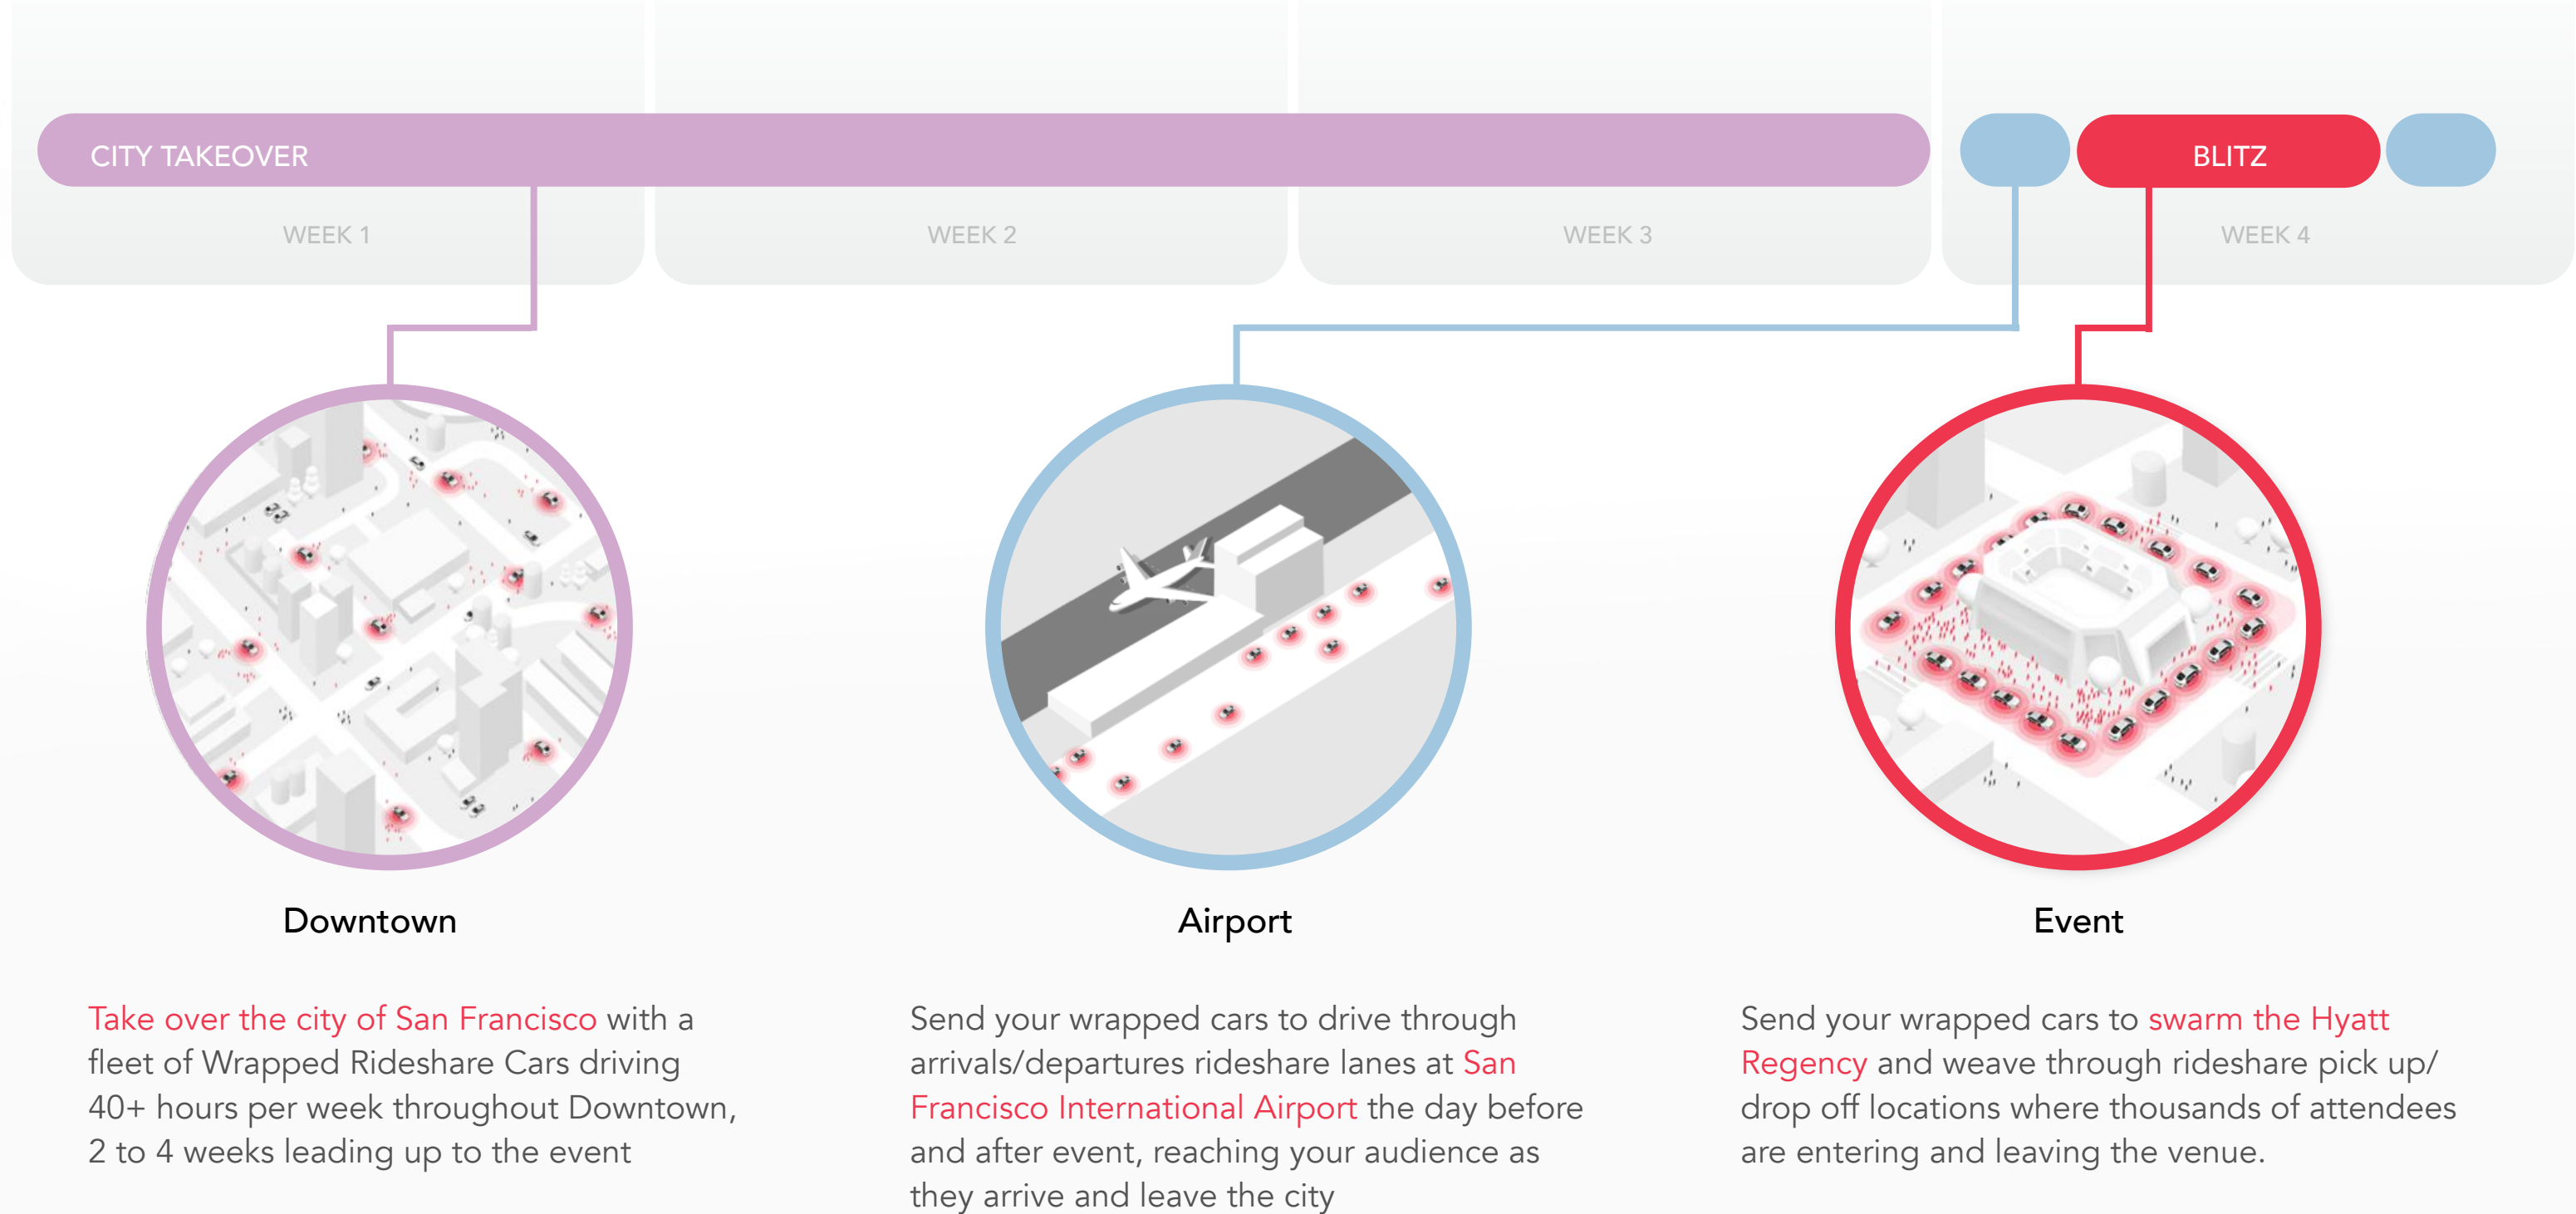 CITY TAKEOVER
BLITZ
WEEK 1
WEEK 2
WEEK 3
WEEK 4
Downtown
Take over the city of San Francisco with a
fleet of Wrapped Rideshare Cars driving
40+ hours per week throughout Downtown,
2 to 4 weeks leading up to the event
Airport
Send your wrapped cars to drive through
arrivals/departures rideshare lanes at San
Francisco International Airport the day before
and after event, reaching your audience as
they arrive and leave the city
Event
Send your wrapped cars to swarm the Hyatt
Regency and weave through rideshare pick up/
drop off locations where thousands of attendees
are entering and leaving the venue.